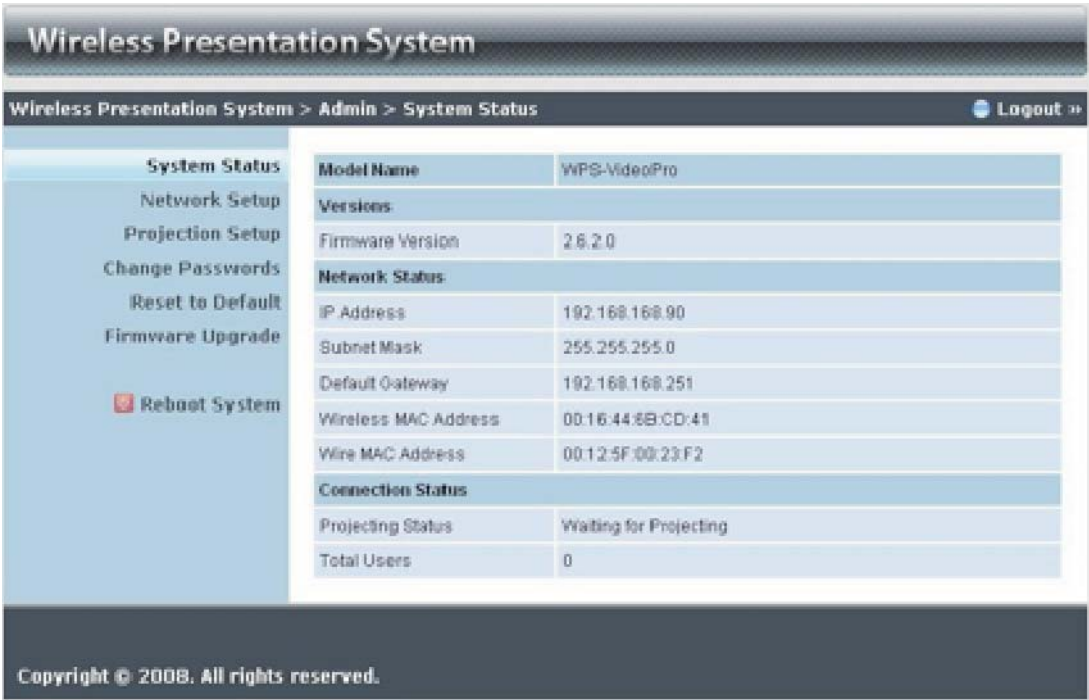 Wireless Presentation System
Wireless Presentation System > Admin > System Status
Logout »
System Status
Network Setup
Projection Setup
Change Passwords
Reset to Default
Firmware Upgrade
Reboot System
Model Name WPS-VideoPro
Versions
Firmware Version 2.6.2.0
Network Status
IP Address 192.168.168.90
Subnet Mask 255.255.255.0
Default Gateway 192.168.168.251
Wireless MAC Address 00:16:44:6B:CD:41
Wire MAC Address 00:12:5F:00:23:F2
Connection Status
Projecting Status Waiting for Projecting
Total Users 0
Copyright © 2008. All rights reserved.